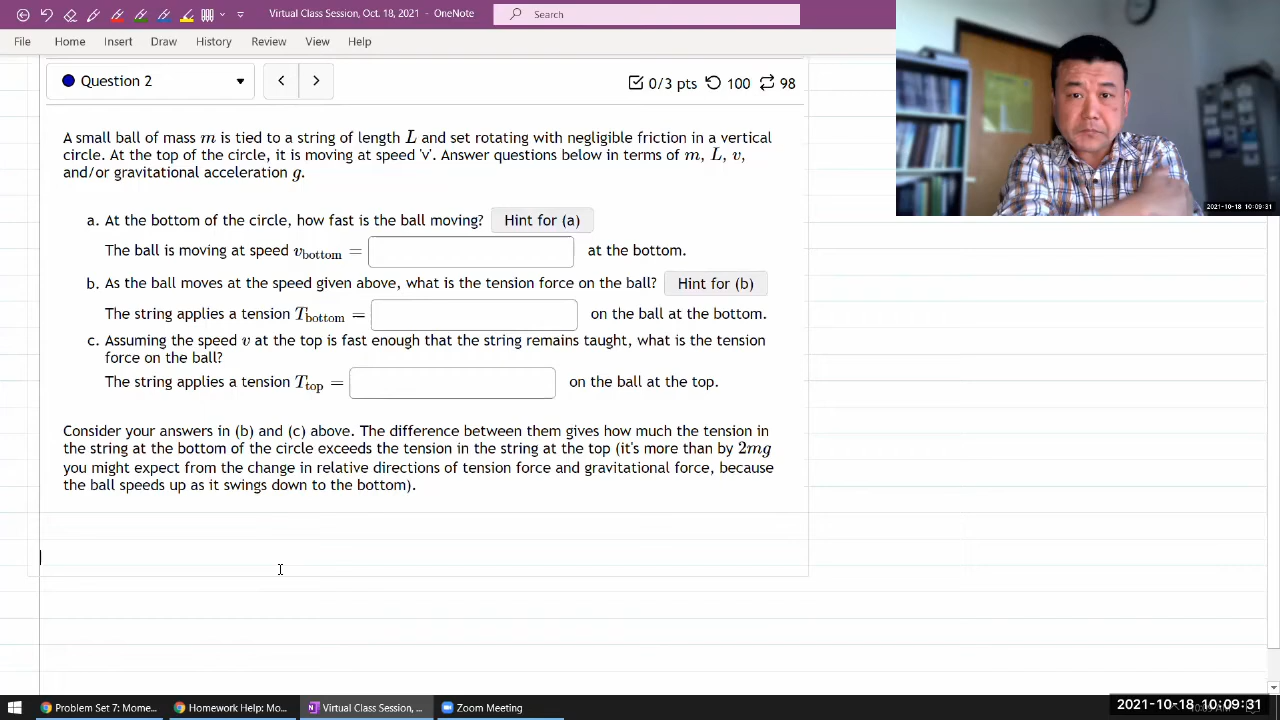 Virtual Class Session, Oct. 18, 2021 - OneNote
Search
File Home Insert Draw History Review View Help
Question 2
0/3 pts 100 98
A small ball of mass m is tied to a string of length L and set rotating with negligible friction in a vertical
circle. At the top of the circle, it is moving at speed 'v'. Answer questions below in terms of m, L, v,
and/or gravitational acceleration g.
a. At the bottom of the circle, how fast is the ball moving? Hint for (a)
The ball is moving at speed v_bottom = at the bottom.
b. As the ball moves at the speed given above, what is the tension force on the ball? Hint for (b)
The string applies a tension T_bottom = on the ball at the bottom.
c. Assuming the speed v at the top is fast enough that the string remains taught, what is the tension
force on the ball?
The string applies a tension T_top = on the ball at the top.
Consider your answers in (b) and (c) above. The difference between them gives how much the tension in
the string at the bottom of the circle exceeds the tension in the string at the top (it's more than by 2mg
you might expect from the change in relative directions of tension force and gravitational force, because
the ball speeds up as it swings down to the bottom).
2021-10-18 10:09:31
Problem Set 7: Mome...
Homework Help: Mo...
Virtual Class Session, ...
Zoom Meeting
2021-10-18 10:09:31